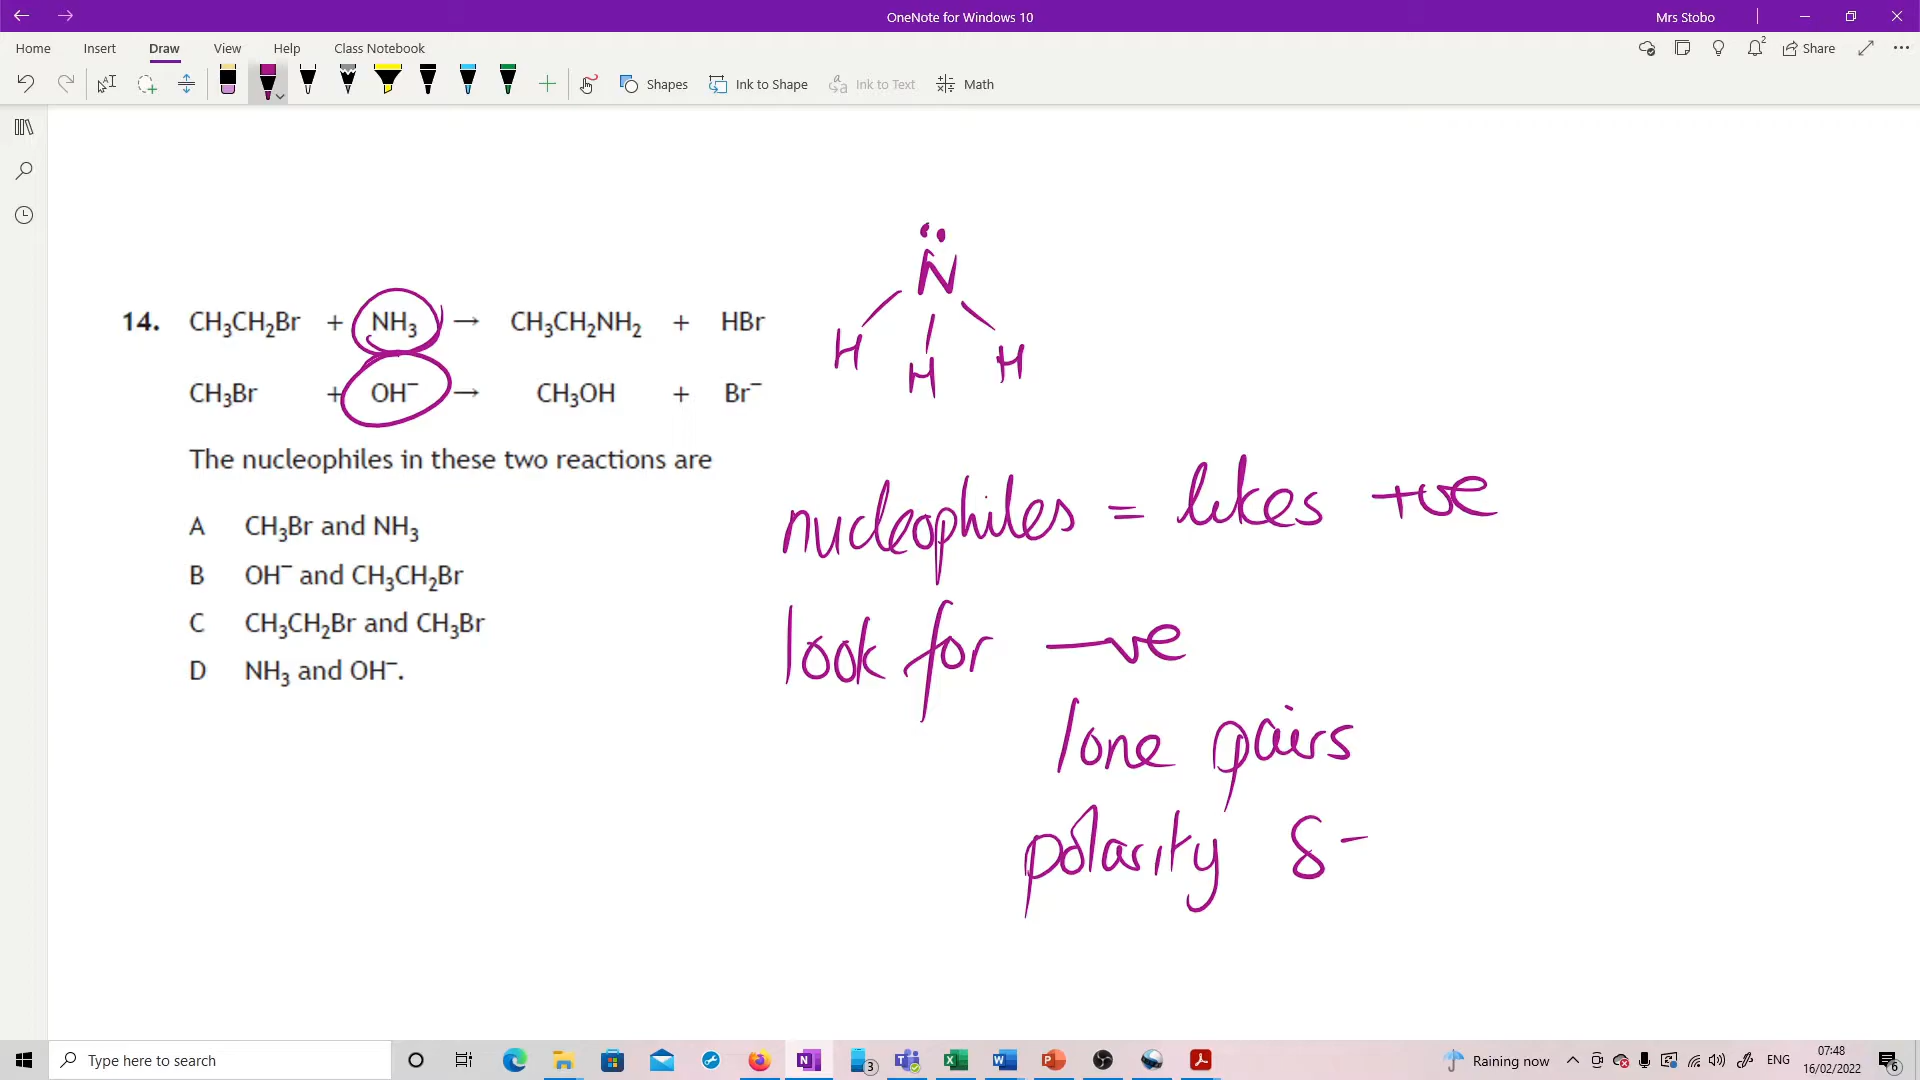 OneNote for Windows 10
Mrs Stobo
Home Insert Draw View Help Class Notebook
Share
Shapes Ink to Shape Ink to Text Math
14. CH₃CH₂Br + NH₃ → CH₃CH₂NH₂ + HBr
CH₃Br + OH⁻ → CH₃OH + Br⁻
The nucleophiles in these two reactions are
A CH₃Br and NH₃
B OH⁻ and CH₃CH₂Br
C CH₃CH₂Br and CH₃Br
D NH₃ and OH⁻.
N
H H H
nucleophiles = likes +ve
look for -ve
lone pairs
polarity δ-
Type here to search
3
Raining now
ENG
07:48
16/02/2022
6
2